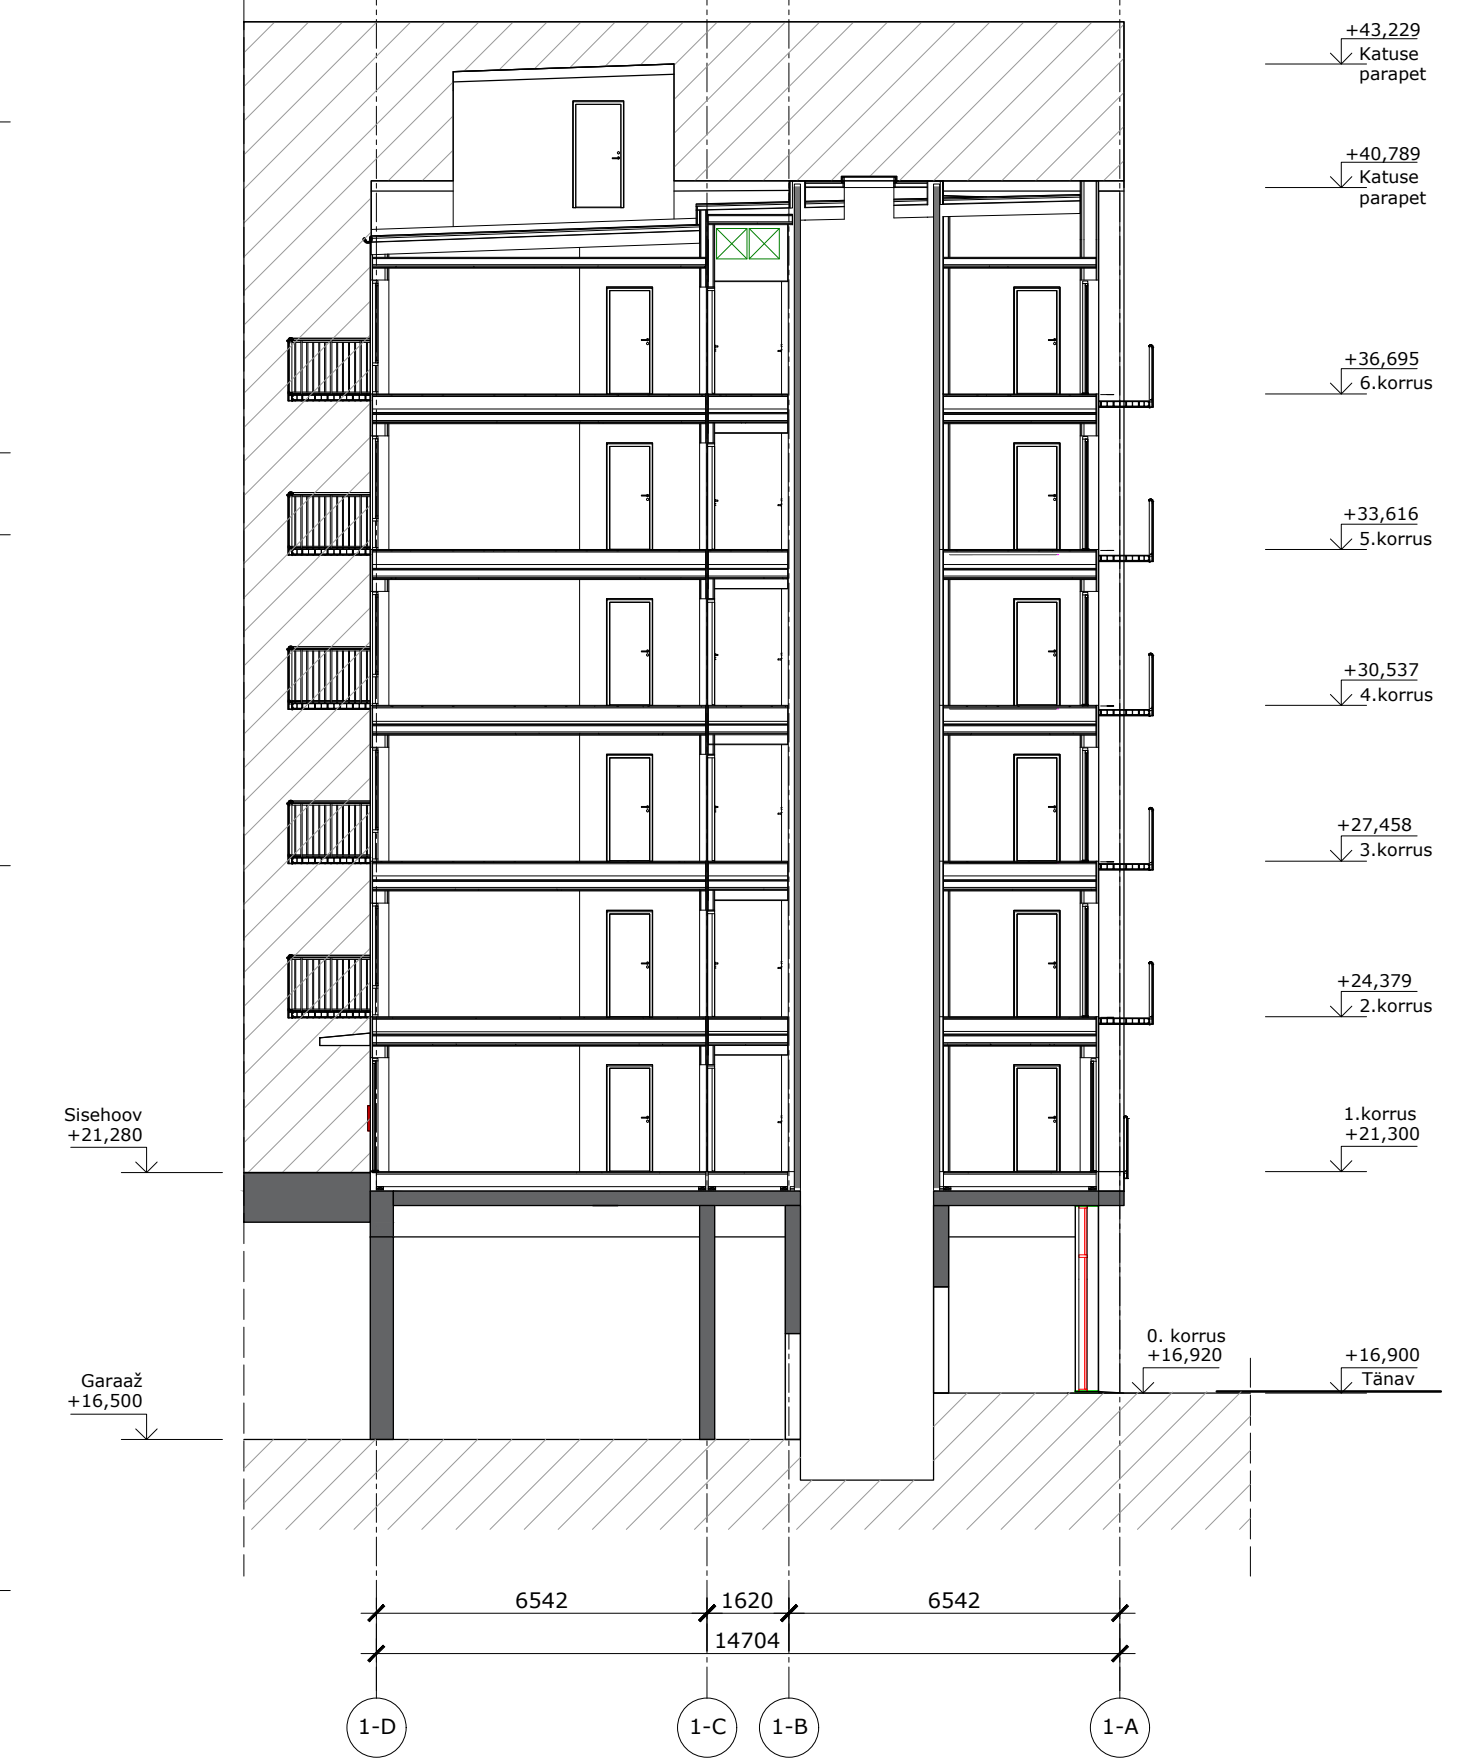 +43,229
Katuse
parapet
+40,789
Katuse
parapet
+36,695
6.korrus
+33,616
5.korrus
+30,537
4.korrus
+27,458
3.korrus
+24,379
2.korrus
Sisehoov
+21,280
1.korrus
+21,300
0. korrus
+16,920
+16,900
Tänav
Garaaž
+16,500
6542
1620
6542
14704
1-D
1-C
1-B
1-A